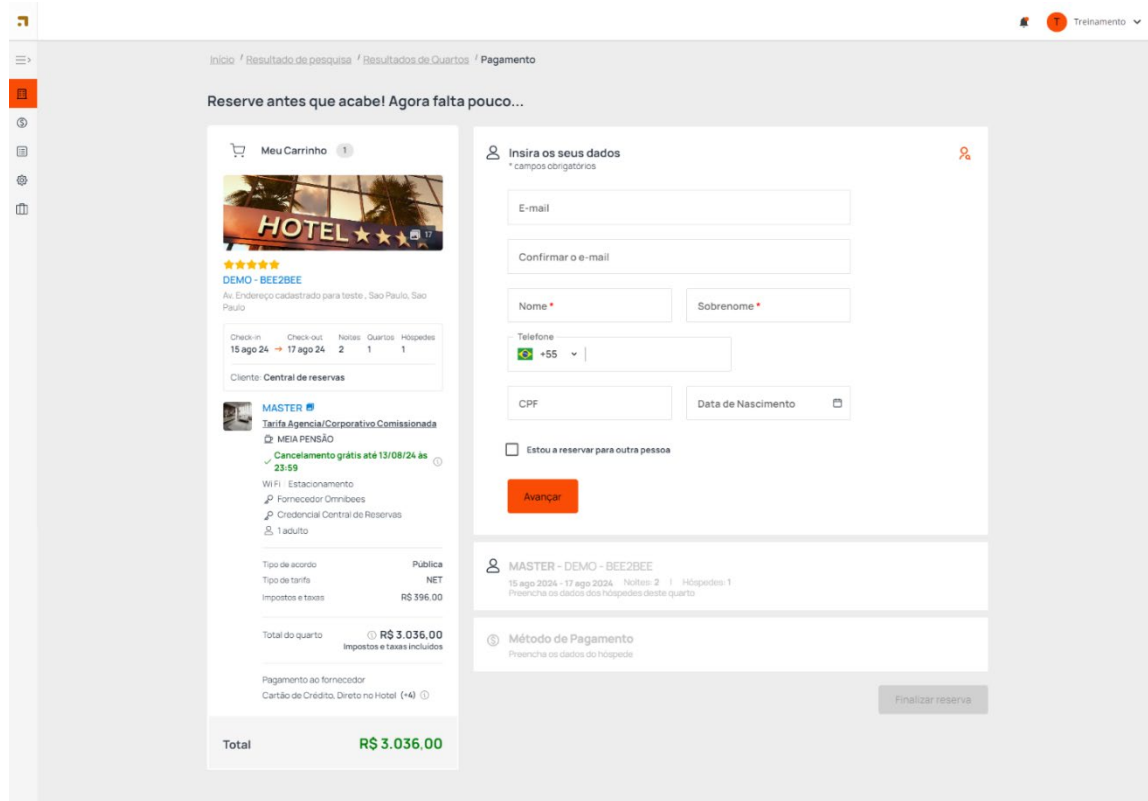 T Treinamento
Início / Resultado de pesquisa / Resultados de Quartos / Pagamento
Reserve antes que acabe! Agora falta pouco...
Meu Carrinho 1
HOTEL
17
DEMO - BEE2BEE
Av. Endereço cadastrado para teste , Sao Paulo, Sao
Paulo
Check-in Check-out Noites Quartos Hóspedes
15 ago 24 → 17 ago 24 2 1 1
Cliente: Central de reservas
MASTER
Tarifa Agencia/Corporativo Comissionada
MEIA PENSÃO
Cancelamento grátis até 13/08/24 às
23:59
Wi Fi | Estacionamento
Fornecedor Omnibees
Credencial Central de Reservas
1 adulto
Tipo de acordo Pública
Tipo de tarifa NET
Impostos e taxas R$ 396,00
Total do quarto R$ 3.036,00
Impostos e taxas incluídos
Pagamento ao fornecedor
Cartão de Crédito, Direto no Hotel (+4)
Total R$ 3.036,00
Insira os seus dados
* campos obrigatórios
E-mail
Confirmar o e-mail
Nome * Sobrenome *
Telefone
+55
CPF Data de Nascimento
Estou a reservar para outra pessoa
Avançar
MASTER - DEMO - BEE2BEE
15 ago 2024 - 17 ago 2024 Noites: 2 | Hóspedes: 1
Preencha os dados dos hóspedes deste quarto
Método de Pagamento
Preencha os dados do hóspede
Finalizar reserva